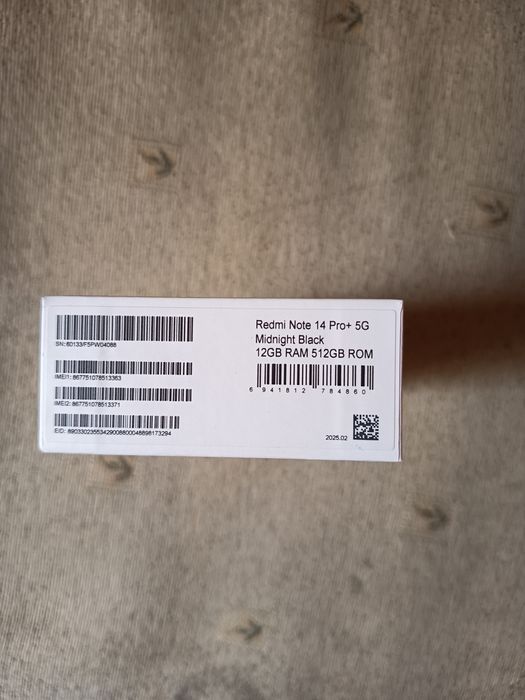 SN: 60133/F5PW04088
IMEI1: 867751078513363
IMEI2: 867751078513371
EID: 89033023553429008800048898173294
Redmi Note 14 Pro+ 5G
Midnight Black
12GB RAM 512GB ROM
6 941812 784860
2025.02